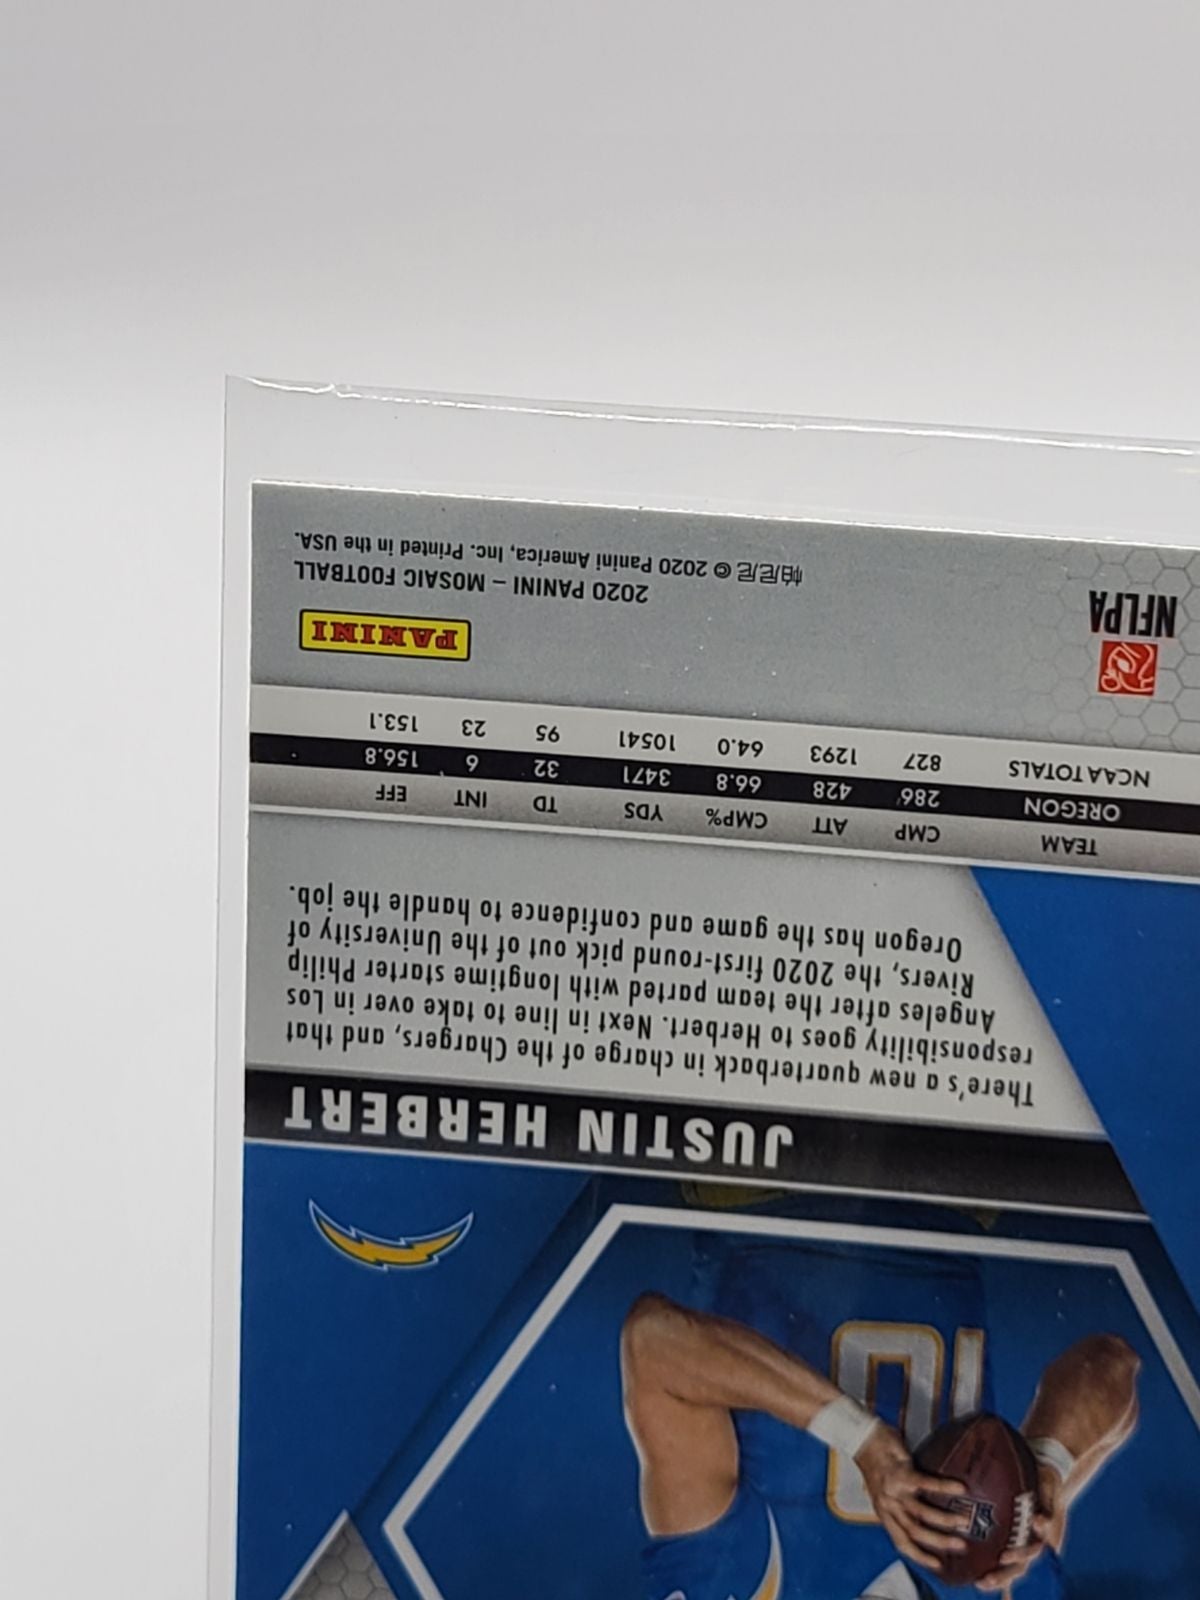 10
JUSTIN HERBERT
There's a new quarterback in charge of the Chargers, and that
responsibility goes to Herbert. Next in line to take over in Los
Angeles after the team parted with longtime starter Philip
Rivers, the 2020 first-round pick out of the University of
Oregon has the game and confidence to handle the job.
TEAM CMP ATT CMP% YDS TD INT EFF
OREGON 286 428 66.8 3471 32 6 156.8
NCAA TOTALS 827 1293 64.0 10541 95 23 153.1
NFLPA
PANINI
2020 PANINI – MOSAIC FOOTBALL
帕尼尼 © 2020 Panini America, Inc. Printed in the USA.